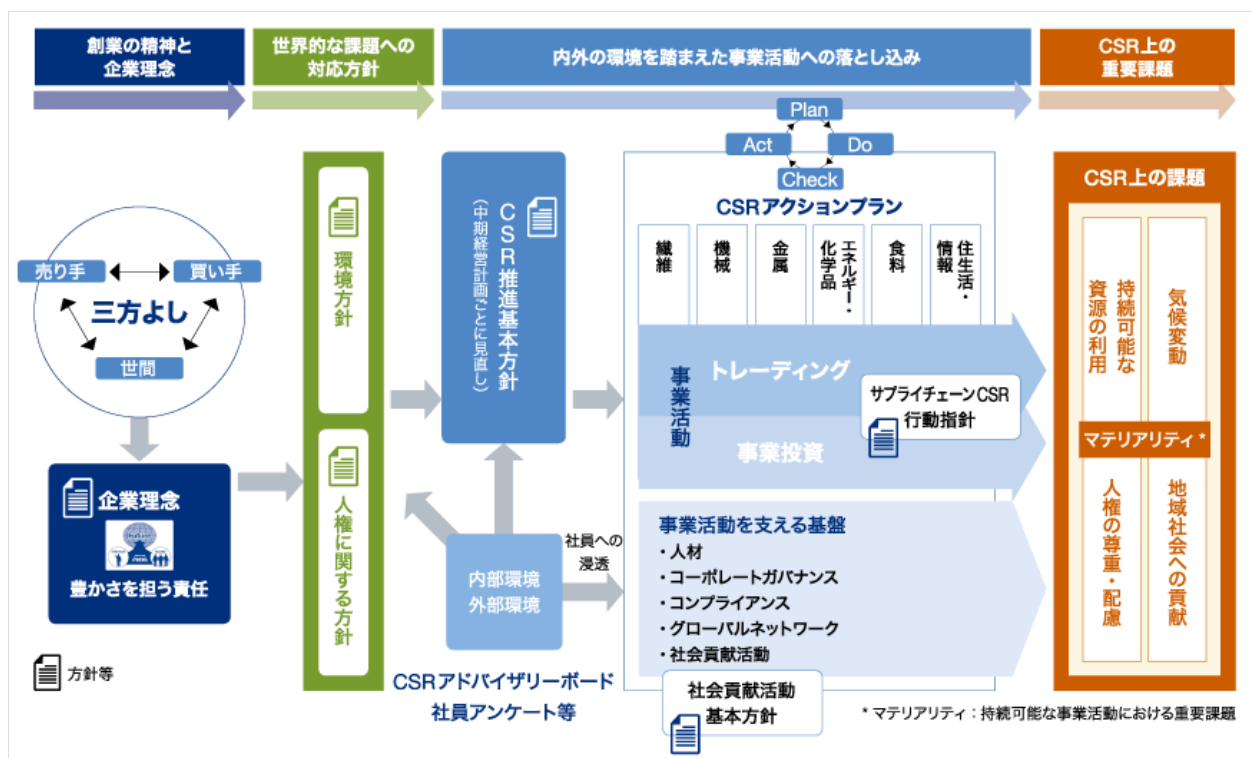 創業の精神と
企業理念
世界的な課題への
対応方針
内外の環境を踏まえた事業活動への落とし込み
CSR上の
重要課題
売り手
買い手
三方よし
世間
企業理念
豊かさを担う責任
方針等
環境方針
人権に関する方針
CSR推進基本方針
（中期経営計画ごとに見直し）
内部環境
外部環境
社員への
浸透
CSRアドバイザリーボード
社員アンケート等
Plan
Act
Do
Check
CSRアクションプラン
繊維
機械
金属
エネルギー・
化学品
食料
住生活・
情報
事業活動
トレーディング
事業投資
サプライチェーンCSR
行動指針
事業活動を支える基盤
・人材
・コーポレートガバナンス
・コンプライアンス
・グローバルネットワーク
・社会貢献活動
社会貢献活動
基本方針
CSR上の課題
持続可能な
資源の利用
気候変動
マテリアリティ*
人権の尊重・配慮
地域社会への貢献
* マテリアリティ：持続可能な事業活動における重要課題